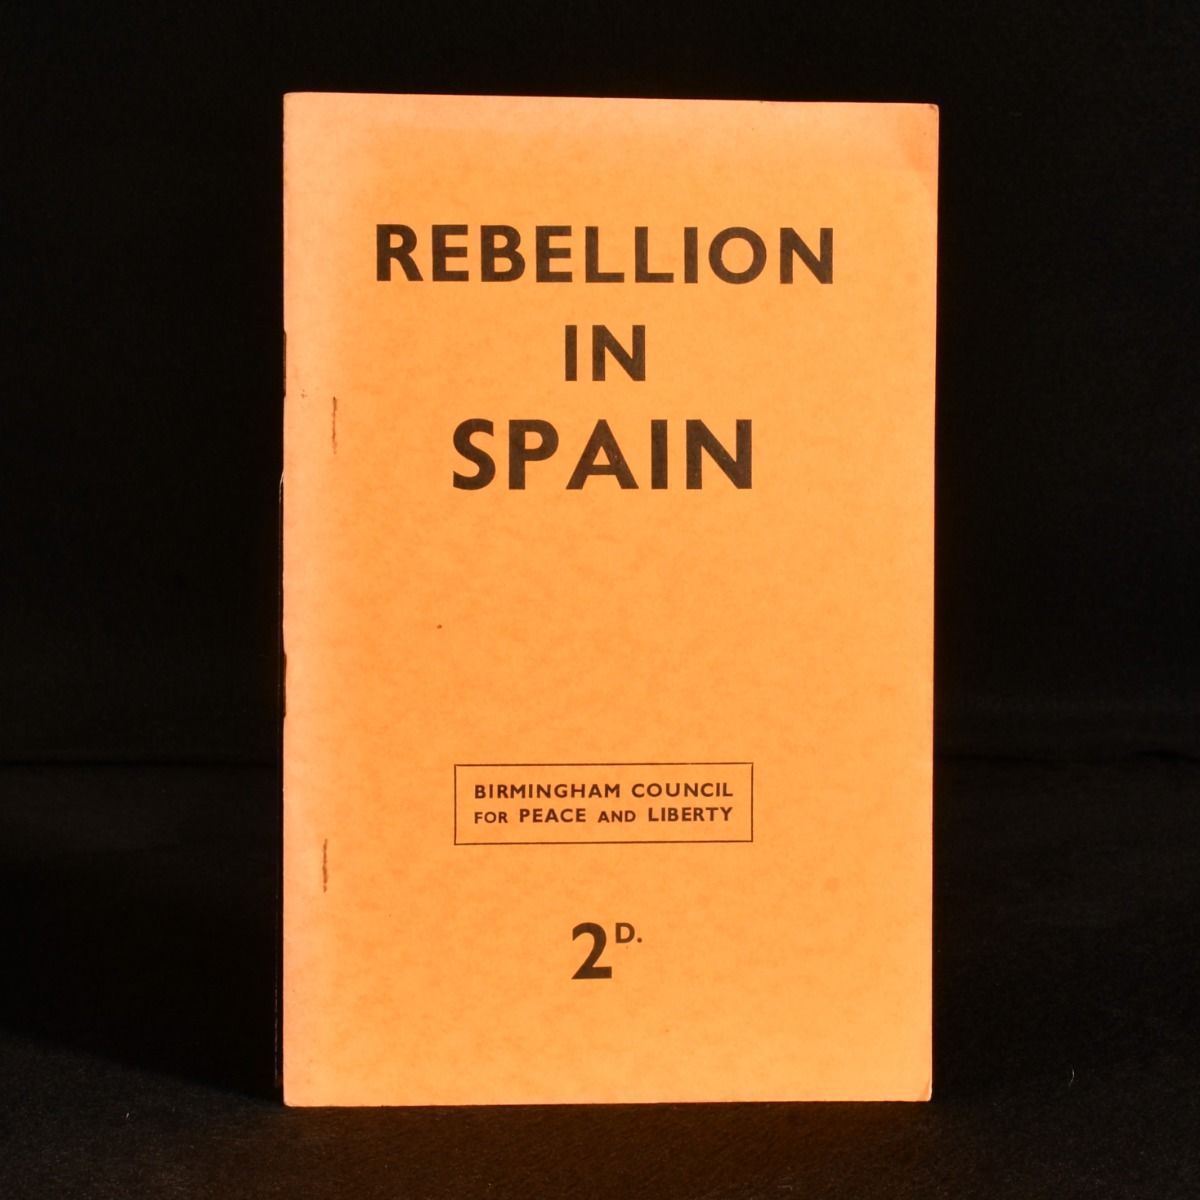 REBELLION
IN
SPAIN
BIRMINGHAM COUNCIL
FOR PEACE AND LIBERTY
2D.